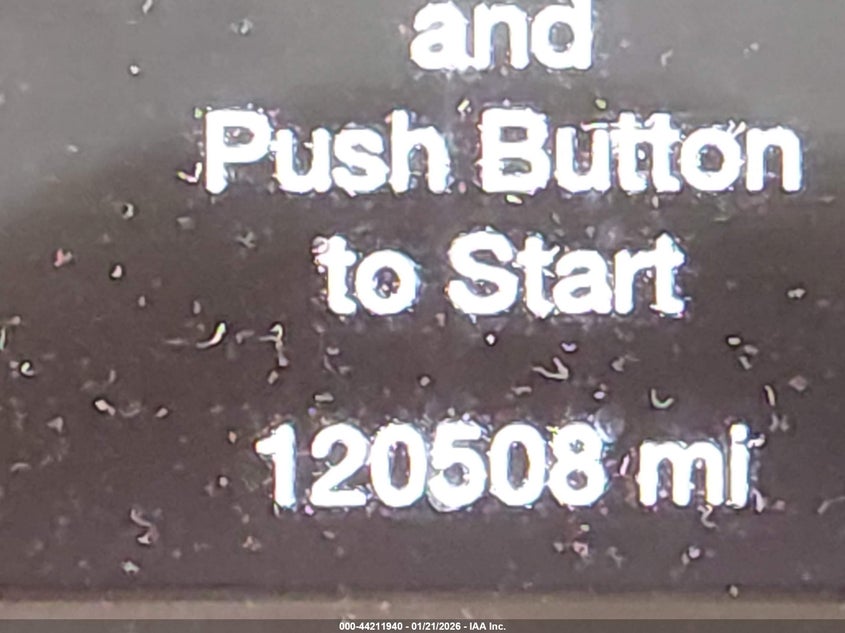 and
Push Button
to Start
120508 mi
000-44211940 - 01/21/2026 - IAA Inc.